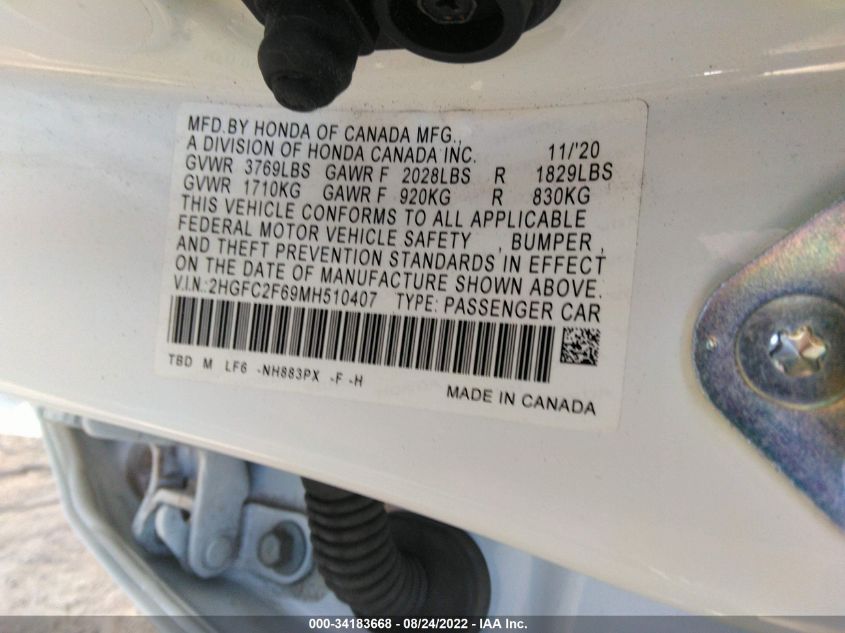 MFD.BY HONDA OF CANADA MFG.,
A DIVISION OF HONDA CANADA INC. 11/'20
GVWR 3769LBS GAWR F 2028LBS R 1829LBS
GVWR 1710KG GAWR F 920KG R 830KG
THIS VEHICLE CONFORMS TO ALL APPLICABLE
FEDERAL MOTOR VEHICLE SAFETY , BUMPER ,
AND THEFT PREVENTION STANDARDS IN EFFECT
ON THE DATE OF MANUFACTURE SHOWN ABOVE.
V.I.N.:2HGFC2F69MH510407 TYPE: PASSENGER CAR
TBD M LF6 -NH883PX -F -H
MADE IN CANADA
000-34183668 - 08/24/2022 - IAA Inc.